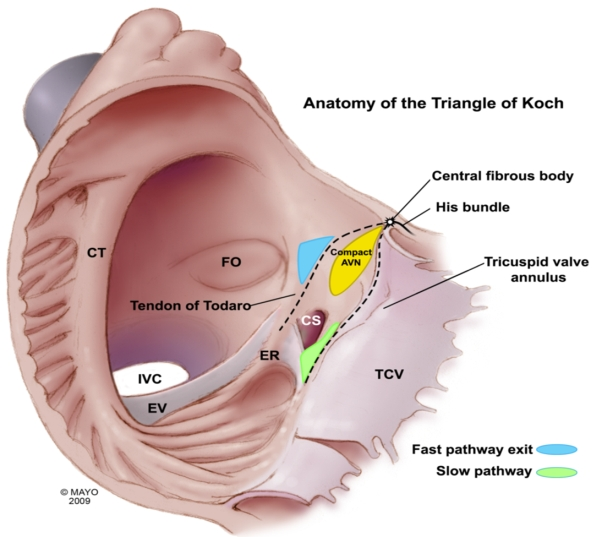 Anatomy of the Triangle of Koch
Central fibrous body
His bundle
Compact
AVN
CT
FO
Tricuspid valve
annulus
Tendon of Todaro
CS
ER
IVC
TCV
EV
Fast pathway exit
Slow pathway
© MAYO
2009